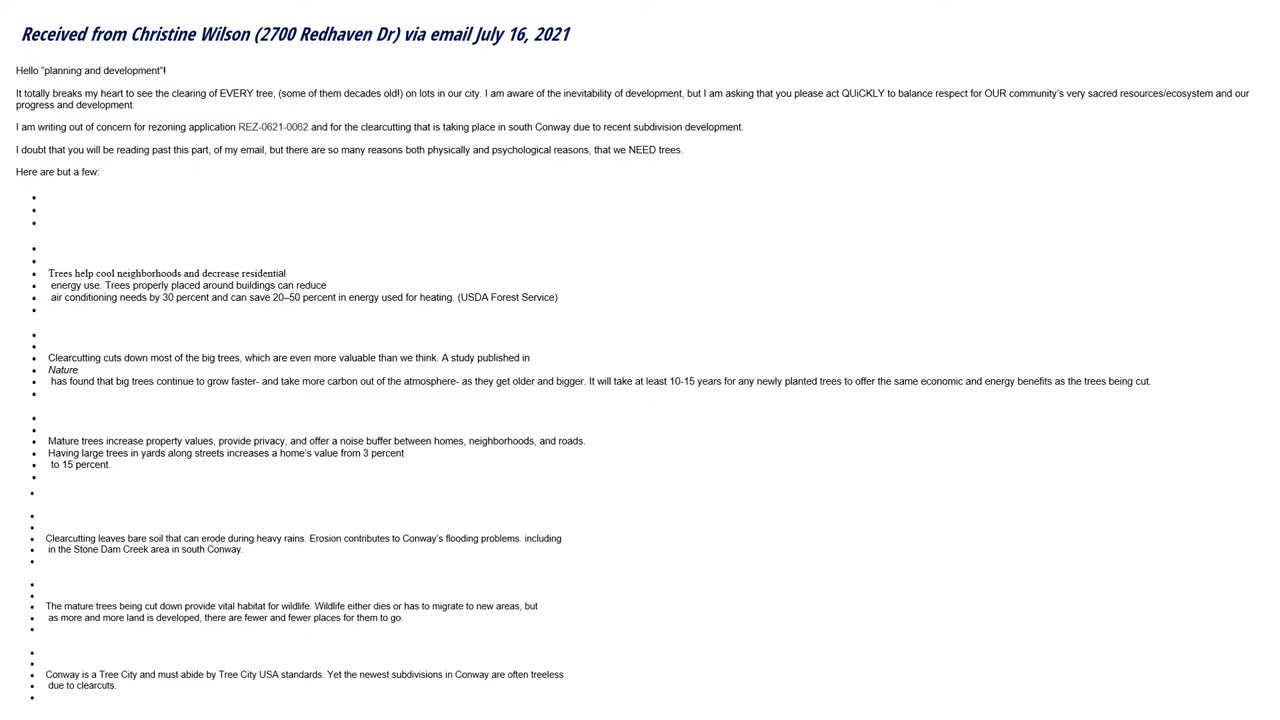 Received from Christine Wilson (2700 Redhaven Dr) via email July 16, 2021
Hello "planning and development"!
It totally breaks my heart to see the clearing of EVERY tree, (some of them decades old!) on lots in our city. I am aware of the inevitability of development, but I am asking that you please act QUiCKLY to balance respect for OUR community's very sacred resources/ecosystem and our
progress and development.
I am writing out of concern for rezoning application REZ-0621-0062 and for the clearcutting that is taking place in south Conway due to recent subdivision development.
I doubt that you will be reading past this part, of my email, but there are so many reasons both physically and psychological reasons, that we NEED trees.
Here are but a few:
•
•
•
•
•
• Trees help cool neighborhoods and decrease residential
• energy use. Trees properly placed around buildings can reduce
• air conditioning needs by 30 percent and can save 20–50 percent in energy used for heating. (USDA Forest Service)
•
•
•
• Clearcutting cuts down most of the big trees, which are even more valuable than we think. A study published in
• Nature
• has found that big trees continue to grow faster- and take more carbon out of the atmosphere- as they get older and bigger. It will take at least 10-15 years for any newly planted trees to offer the same economic and energy benefits as the trees being cut.
•
•
•
• Mature trees increase property values, provide privacy, and offer a noise buffer between homes, neighborhoods, and roads.
• Having large trees in yards along streets increases a home's value from 3 percent
• to 15 percent.
•
•
•
•
• Clearcutting leaves bare soil that can erode during heavy rains. Erosion contributes to Conway's flooding problems. including
• in the Stone Dam Creek area in south Conway.
•
•
•
• The mature trees being cut down provide vital habitat for wildlife. Wildlife either dies or has to migrate to new areas, but
• as more and more land is developed, there are fewer and fewer places for them to go.
•
•
•
• Conway is a Tree City and must abide by Tree City USA standards. Yet the newest subdivisions in Conway are often treeless
• due to clearcuts.
•